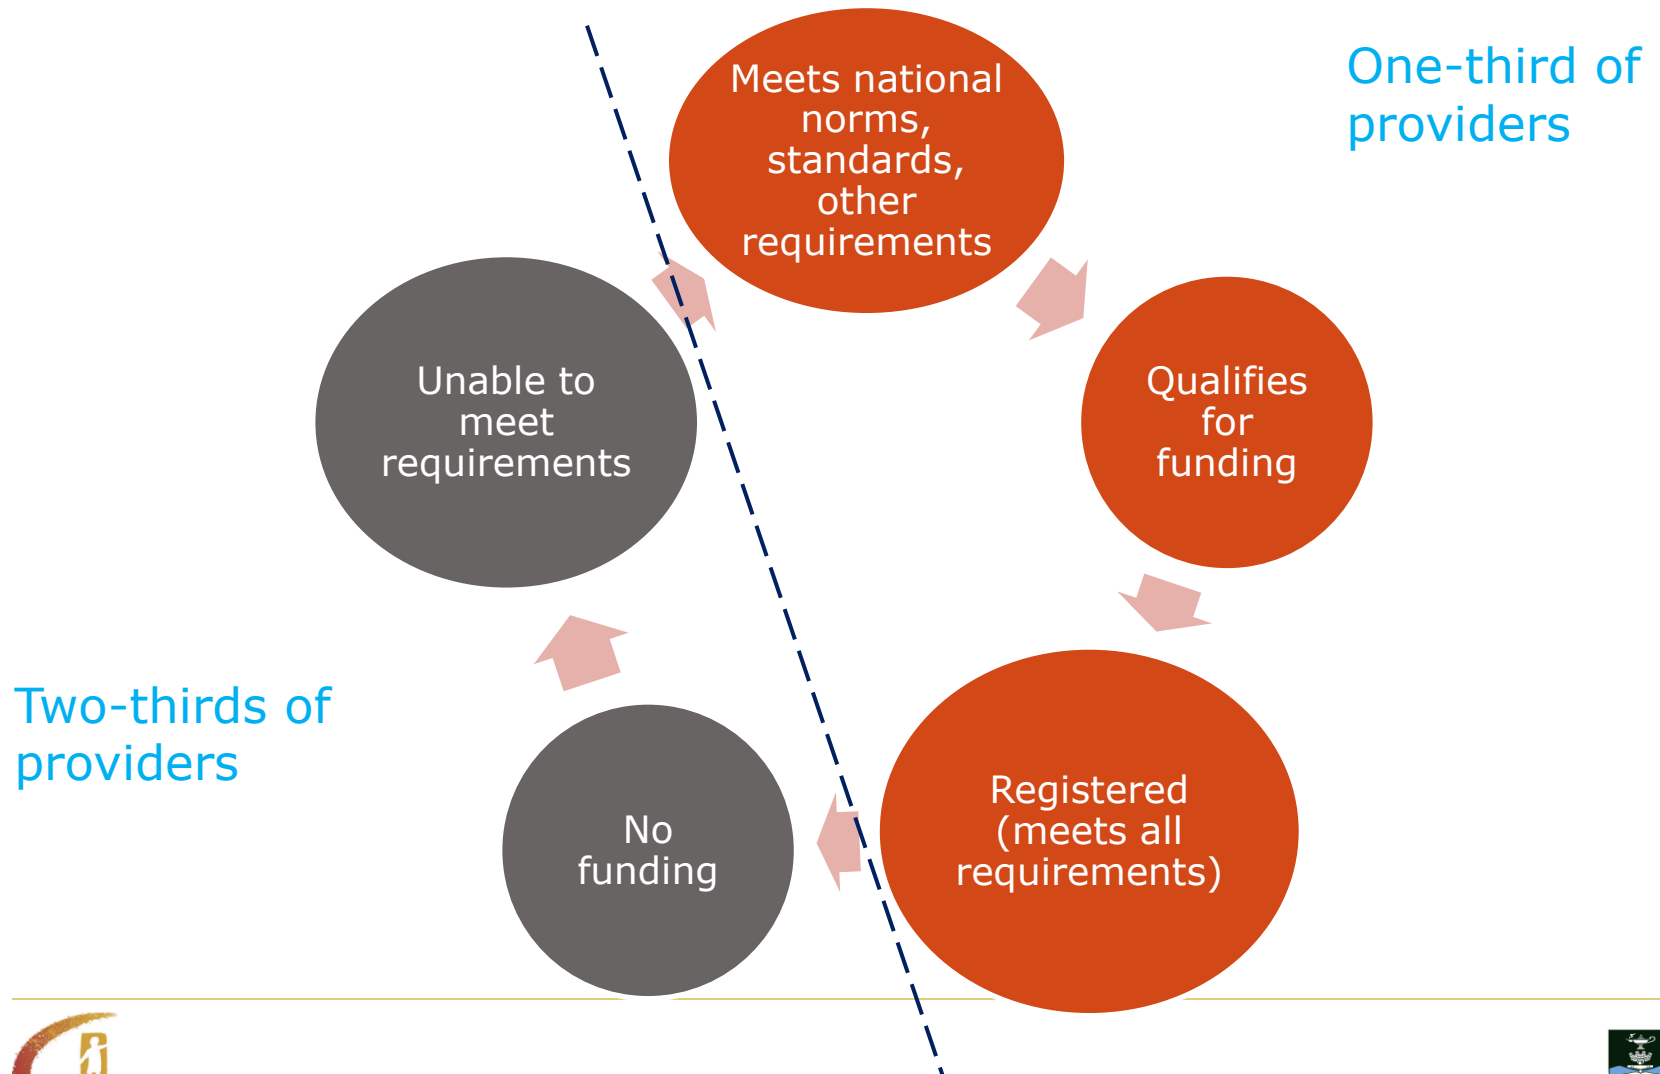 Meets national
norms,
standards,
other
requirements
One-third of
providers
Qualifies
for
funding
Registered
(meets all
requirements)
No
funding
Unable to
meet
requirements
Two-thirds of
providers